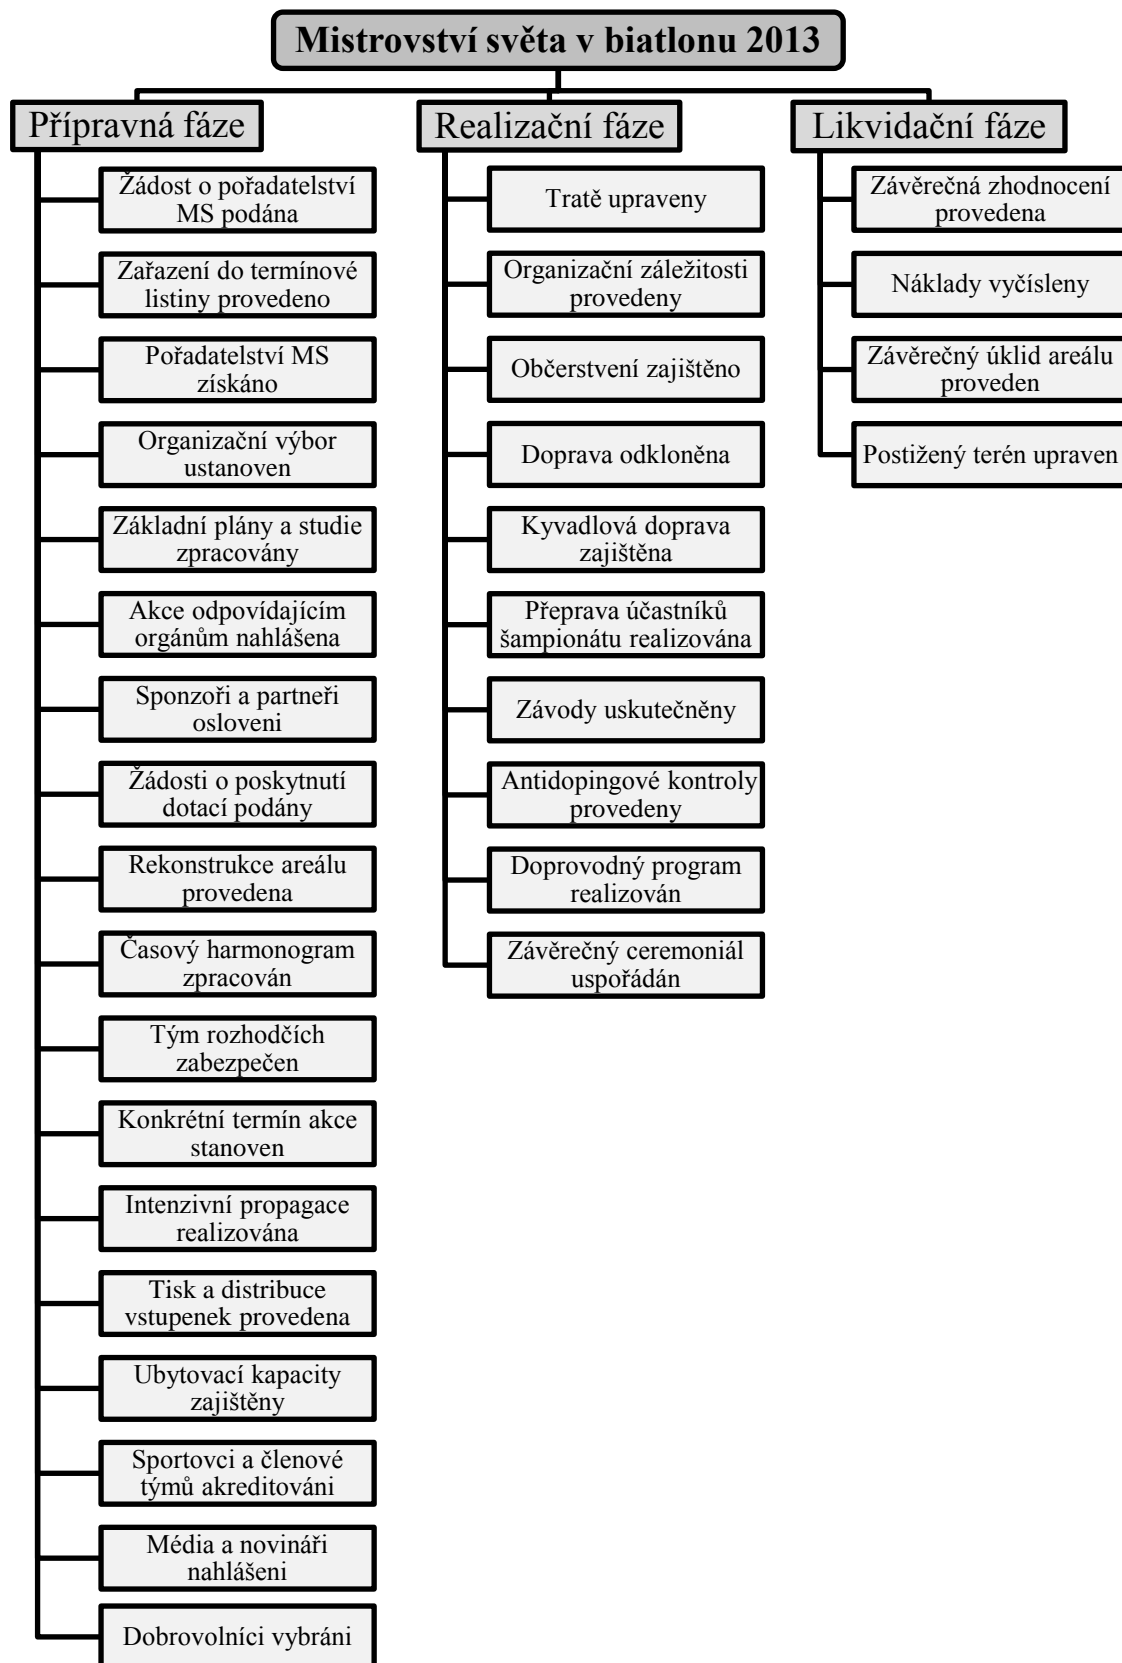 Mistrovství světa v biatlonu 2013
Přípravná fáze
Žádost o pořadatelství
MS podána
Zařazení do termínové
listiny provedeno
Pořadatelství MS
získáno
Organizační výbor
ustanoven
Základní plány a studie
zpracovány
Akce odpovídajícím
orgánům nahlášena
Sponzoři a partneři
osloveni
Žádosti o poskytnutí
dotací podány
Rekonstrukce areálu
provedena
Časový harmonogram
zpracován
Tým rozhodčích
zabezpečen
Konkrétní termín akce
stanoven
Intenzivní propagace
realizována
Tisk a distribuce
vstupenek provedena
Ubytovací kapacity
zajištěny
Sportovci a členové
týmů akreditováni
Média a novináři
nahlášeni
Dobrovolníci vybráni
Realizační fáze
Tratě upraveny
Organizační záležitosti
provedeny
Občerstvení zajištěno
Doprava odkloněna
Kyvadlová doprava
zajištěna
Přeprava účastníků
šampionátu realizována
Závody uskutečněny
Antidopingové kontroly
provedeny
Doprovodný program
realizován
Závěrečný ceremoniál
uspořádán
Likvidační fáze
Závěrečná zhodnocení
provedena
Náklady vyčísleny
Závěrečný úklid areálu
proveden
Postižený terén upraven